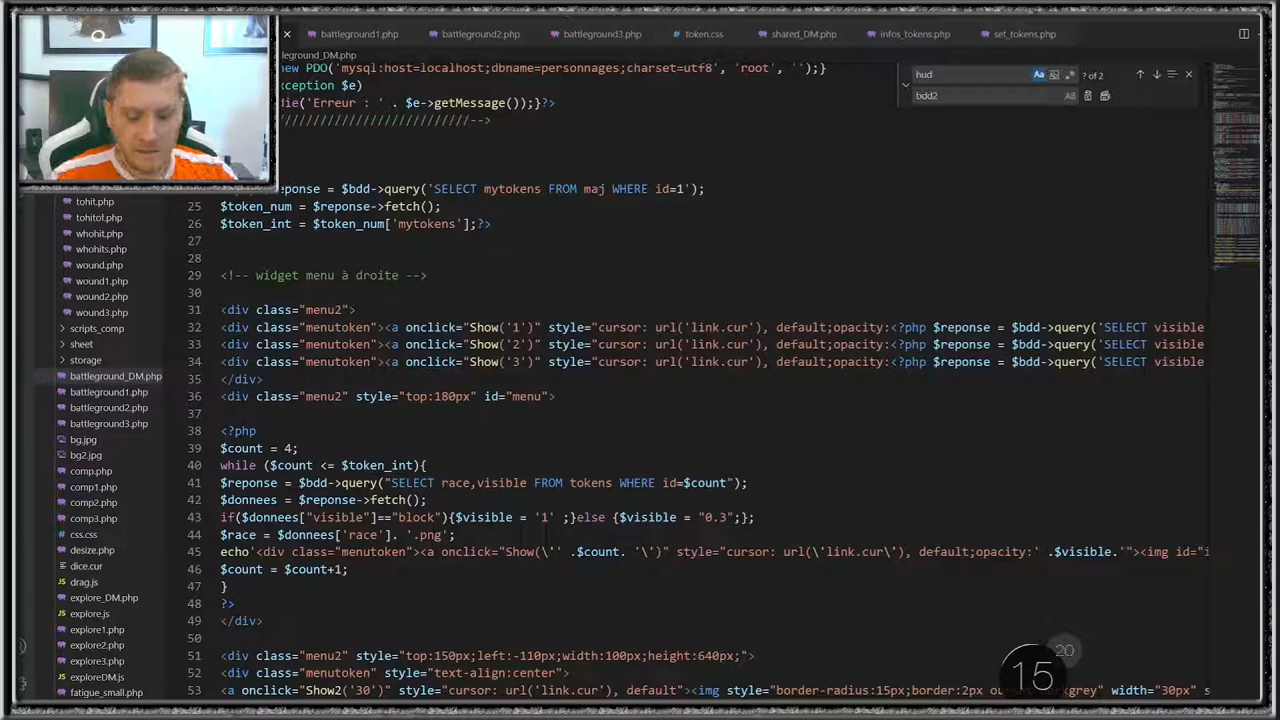 battleground1.php battleground2.php battleground3.php token.css shared_DM.php infos_tokens.php set_tokens.php
leground_DM.php
hud Aa ? of 2
bdd2 AB
new PDO('mysql:host=localhost;dbname=personnages;charset=utf8', 'root', '');}
xception $e)
die('Erreur : ' . $e->getMessage());}?>
//////////////////////////-->
eponse = $bdd->query('SELECT mytokens FROM maj WHERE id=1');
25 $token_num = $reponse->fetch();
26 $token_int = $token_num['mytokens'];?>
27
28
29 <!-- widget menu à droite -->
30
31 <div class="menu2">
32 <div class="menutoken"><a onclick="Show('1')" style="cursor: url('link.cur'), default;opacity:<?php $reponse = $bdd->query('SELECT visible
33 <div class="menutoken"><a onclick="Show('2')" style="cursor: url('link.cur'), default;opacity:<?php $reponse = $bdd->query('SELECT visible
34 <div class="menutoken"><a onclick="Show('3')" style="cursor: url('link.cur'), default;opacity:<?php $reponse = $bdd->query('SELECT visible
35 </div>
36 <div class="menu2" style="top:180px" id="menu">
37
38 <?php
39 $count = 4;
40 while ($count <= $token_int){
41 $reponse = $bdd->query("SELECT race,visible FROM tokens WHERE id=$count");
42 $donnees = $reponse->fetch();
43 if($donnees["visible"]=="block"){$visible = '1' ;}else {$visible = "0.3";};
44 $race = $donnees['race']. '.png';
45 echo'<div class="menutoken"><a onclick="Show(\'' .$count. '\')" style="cursor: url(\'link.cur\'), default;opacity:' .$visible.'"><img id="i
46 $count = $count+1;
47 }
48 ?>
49 </div>
50
51 <div class="menu2" style="top:150px;left:-110px;width:100px;height:640px;">
52 <div class="menutoken" style="text-align:center">
53 <a onclick="Show2('30')" style="cursor: url('link.cur'), default"><img style="border-radius:15px;border:2px outset darkgrey" width="30px" s
tohit.php
tohitof.php
whohit.php
whohits.php
wound.php
wound1.php
wound2.php
wound3.php
scripts_comp
sheet
storage
battleground_DM.php
battleground1.php
battleground2.php
battleground3.php
bg.jpg
bg2.jpg
comp.php
comp1.php
comp2.php
comp3.php
css.css
desize.php
dice.cur
drag.js
explore_DM.php
explore.js
explore1.php
explore2.php
explore3.php
exploreDM.js
fatigue_small.php
15
20